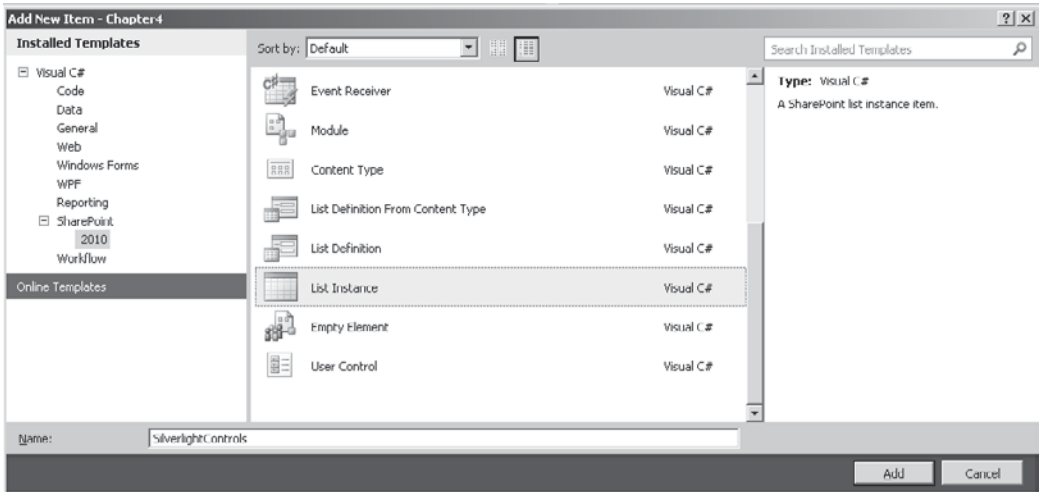 Add New Item - Chapter4
Installed Templates
Visual C#
Code
Data
General
Web
Windows Forms
WPF
Reporting
SharePoint
2010
Workflow
Online Templates
Sort by: Default
Event Receiver Visual C#
Module Visual C#
Content Type Visual C#
List Definition From Content Type Visual C#
List Definition Visual C#
List Instance Visual C#
Empty Element Visual C#
User Control Visual C#
Search Installed Templates
Type: Visual C#
A SharePoint list instance item.
Name: SilverlightControls
Add Cancel